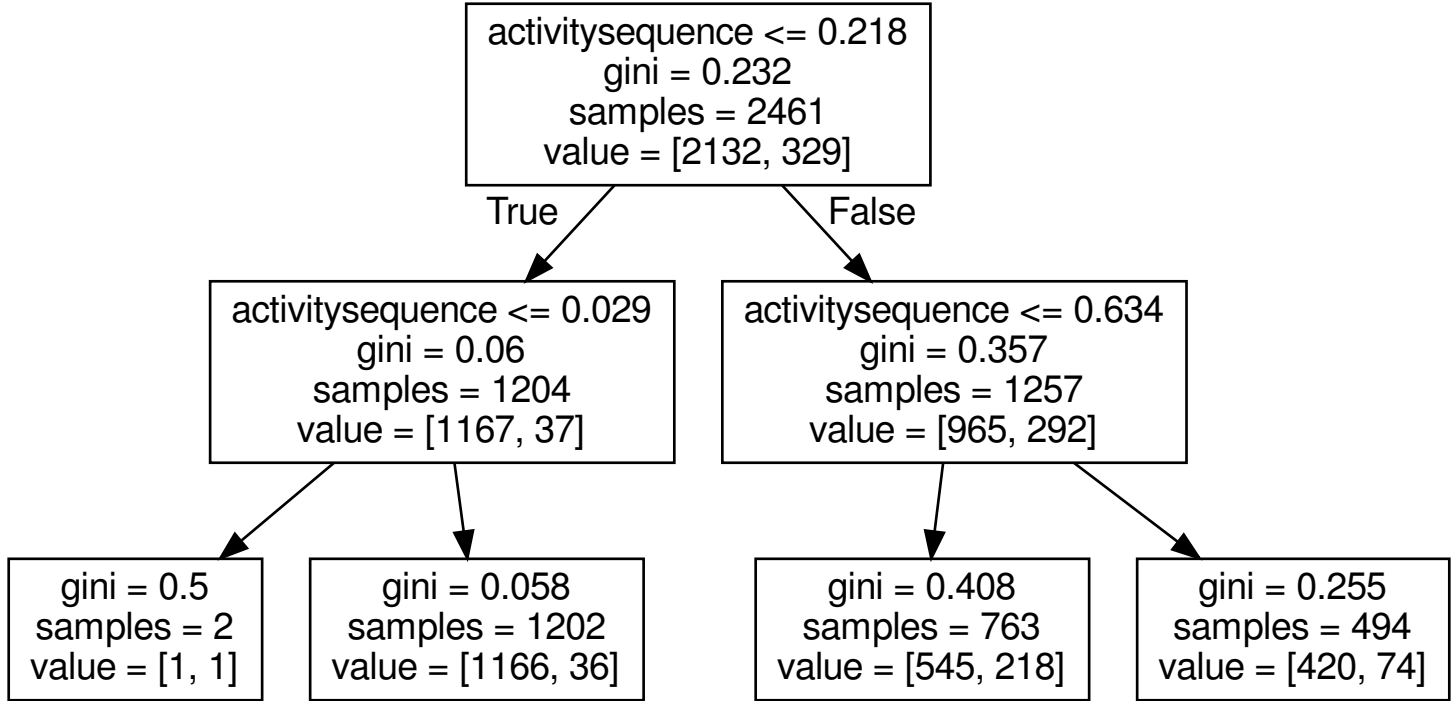 activitysequence <= 0.218
gini = 0.232
samples = 2461
value = [2132, 329]
True
False
activitysequence <= 0.029
gini = 0.06
samples = 1204
value = [1167, 37]
activitysequence <= 0.634
gini = 0.357
samples = 1257
value = [965, 292]
gini = 0.5
samples = 2
value = [1, 1]
gini = 0.058
samples = 1202
value = [1166, 36]
gini = 0.408
samples = 763
value = [545, 218]
gini = 0.255
samples = 494
value = [420, 74]